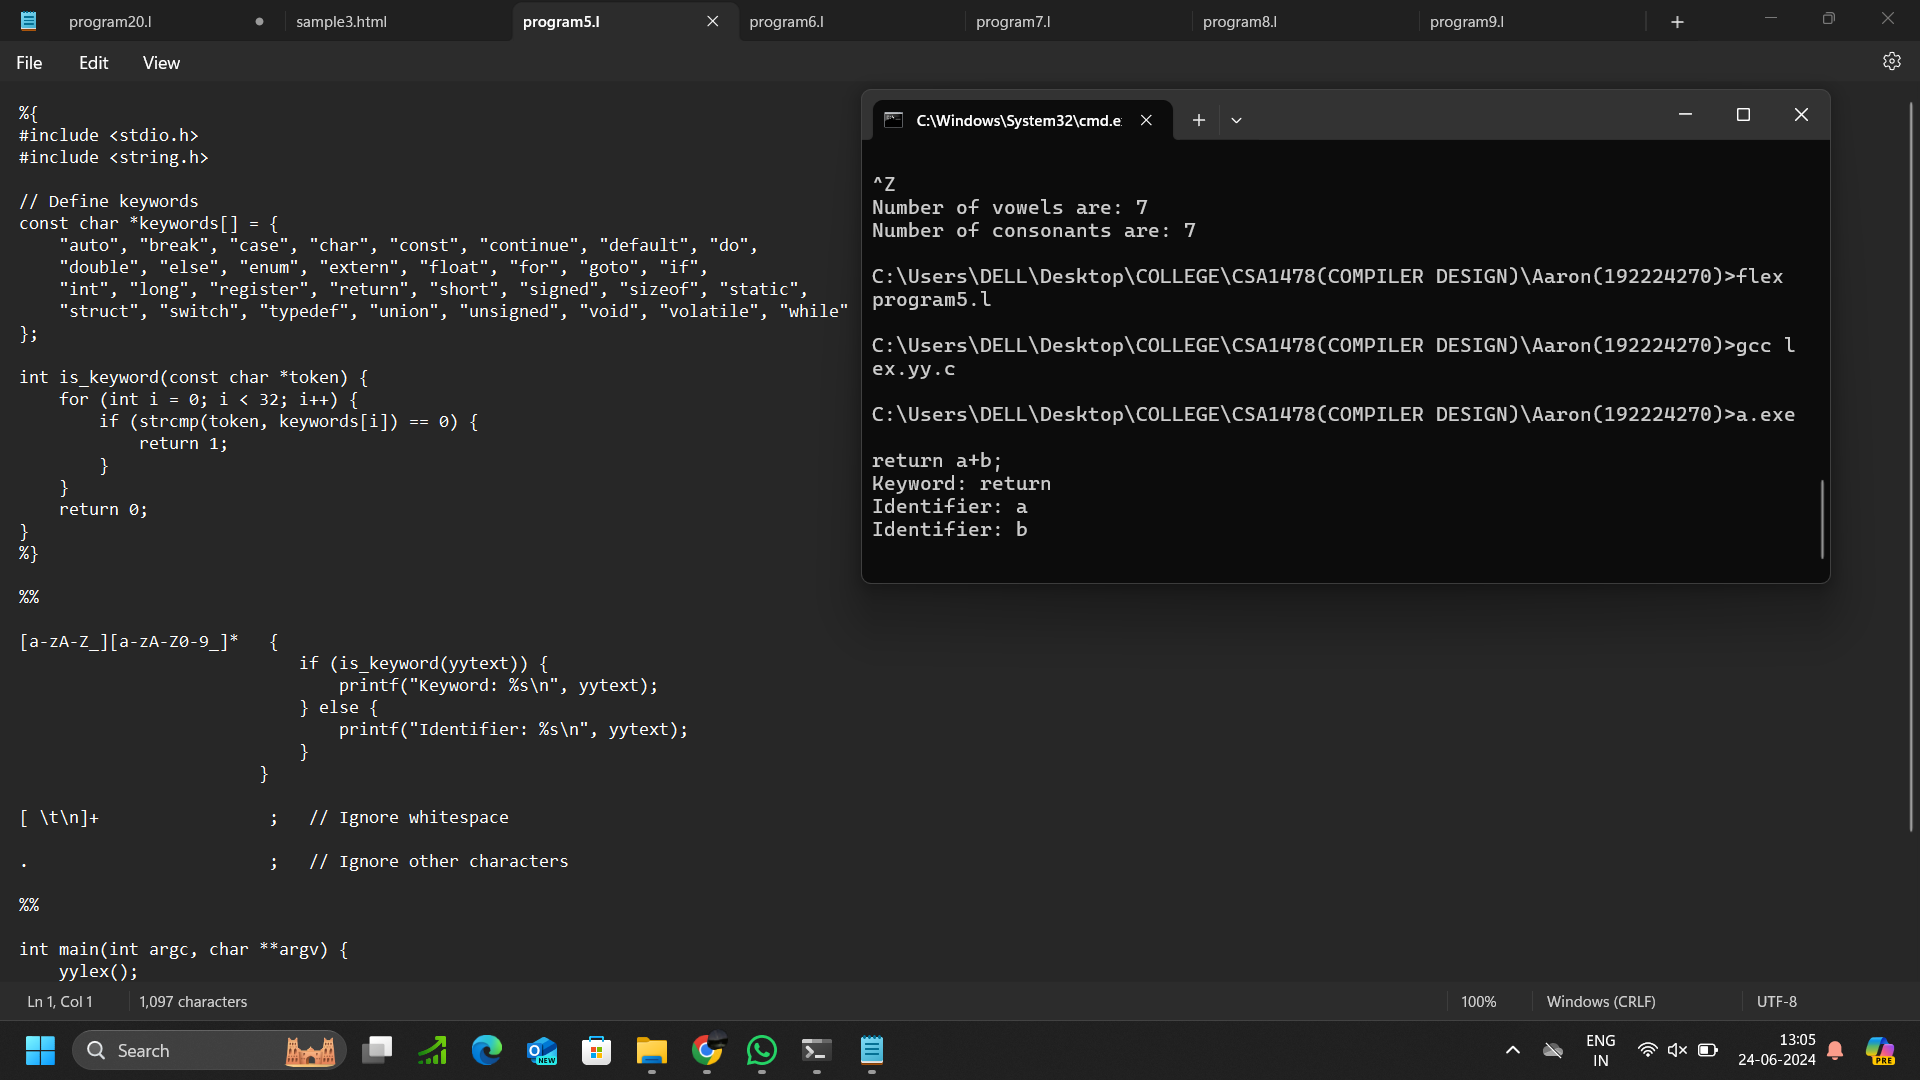 program20.l
sample3.html
program5.l
program6.l
program7.l
program8.l
program9.l
File Edit View
%{
#include <stdio.h>
#include <string.h>
// Define keywords
const char *keywords[] = {
    "auto", "break", "case", "char", "const", "continue", "default", "do",
    "double", "else", "enum", "extern", "float", "for", "goto", "if",
    "int", "long", "register", "return", "short", "signed", "sizeof", "static",
    "struct", "switch", "typedef", "union", "unsigned", "void", "volatile", "while"
};
int is_keyword(const char *token) {
    for (int i = 0; i < 32; i++) {
        if (strcmp(token, keywords[i]) == 0) {
            return 1;
        }
    }
    return 0;
}
%}
%%
[a-zA-Z_][a-zA-Z0-9_]*   {
                            if (is_keyword(yytext)) {
                                printf("Keyword: %s\n", yytext);
                            } else {
                                printf("Identifier: %s\n", yytext);
                            }
                        }
[ \t\n]+                 ;   // Ignore whitespace
.                        ;   // Ignore other characters
%%
int main(int argc, char **argv) {
    yylex();
C:\Windows\System32\cmd.e
^Z
Number of vowels are: 7
Number of consonants are: 7
C:\Users\DELL\Desktop\COLLEGE\CSA1478(COMPILER DESIGN)\Aaron(192224270)>flex
program5.l
C:\Users\DELL\Desktop\COLLEGE\CSA1478(COMPILER DESIGN)\Aaron(192224270)>gcc l
ex.yy.c
C:\Users\DELL\Desktop\COLLEGE\CSA1478(COMPILER DESIGN)\Aaron(192224270)>a.exe
return a+b;
Keyword: return
Identifier: a
Identifier: b
Ln 1, Col 1
1,097 characters
100%
Windows (CRLF)
UTF-8
Search
NEW
ENG
IN
13:05
24-06-2024
PRE